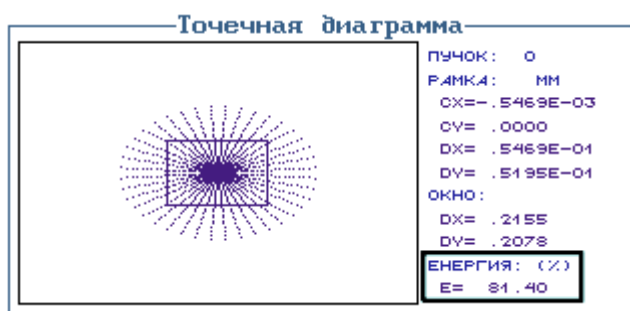 Точечная диаграмма
ПУЧОК: 0
РАМКА: ММ
CX=-.5469E-03
CY= .0000
DX= .5469E-01
DY= .5195E-01
ОКНО:
DX= .2155
DY= .2078
ЕНЕРГИЯ: (%)
E= 81.40